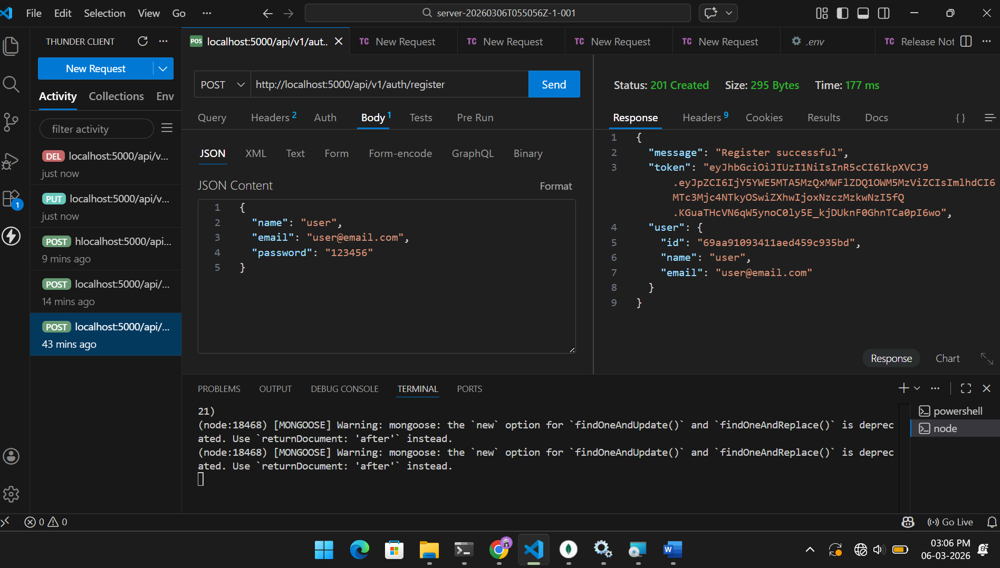 File Edit Selection View Go ···
server-20260306T055056Z-1-001
THUNDER CLIENT ···
New Request
Activity Collections Env
filter activity
DEL localhost:5000/api/v...
just now
PUT localhost:5000/api/v...
just now
POST hlocalhost:5000/api...
9 mins ago
POST localhost:5000/api/...
14 mins ago
POST localhost:5000/api/...
43 mins ago
1
POS localhost:5000/api/v1/aut..
TC New Request
TC New Request
TC New Request
TC New Request
.env
TC Release Not
POST http://localhost:5000/api/v1/auth/register Send
Query Headers 2 Auth Body 1 Tests Pre Run
JSON XML Text Form Form-encode GraphQL Binary
JSON Content Format
1 {
2 "name": "user",
3 "email": "user@email.com",
4 "password": "123456"
5 }
Status: 201 Created Size: 295 Bytes Time: 177 ms
Response Headers 9 Cookies Results Docs { }
1 {
2 "message": "Register successful",
3 "token": "eyJhbGciOiJIUzI1NiIsInR5cCI6IkpXVCJ9
.eyJpZCI6IjY5YWE5MTA5MzQxMWFlZDQ1OWM5MzViZCIsImlhdCI6
MTc3Mjc4NTkyOSwiZXhwIjoxNzczMzkwNzI5fQ
.KGuaTHcVN6qW5ynoC0ly5E_kjDUknF0GhnTCa0pI6wo",
4 "user": {
5 "id": "69aa91093411aed459c935bd",
6 "name": "user",
7 "email": "user@email.com"
8 }
9 }
Response Chart
PROBLEMS OUTPUT DEBUG CONSOLE TERMINAL PORTS
21)
(node:18468) [MONGOOSE] Warning: mongoose: the `new` option for `findOneAndUpdate()` and `findOneAndReplace()` is deprec
ated. Use `returnDocument: 'after'` instead.
(node:18468) [MONGOOSE] Warning: mongoose: the `new` option for `findOneAndUpdate()` and `findOneAndReplace()` is deprec
ated. Use `returnDocument: 'after'` instead.
powershell
node
0 0
Go Live
03:06 PM
06-03-2026